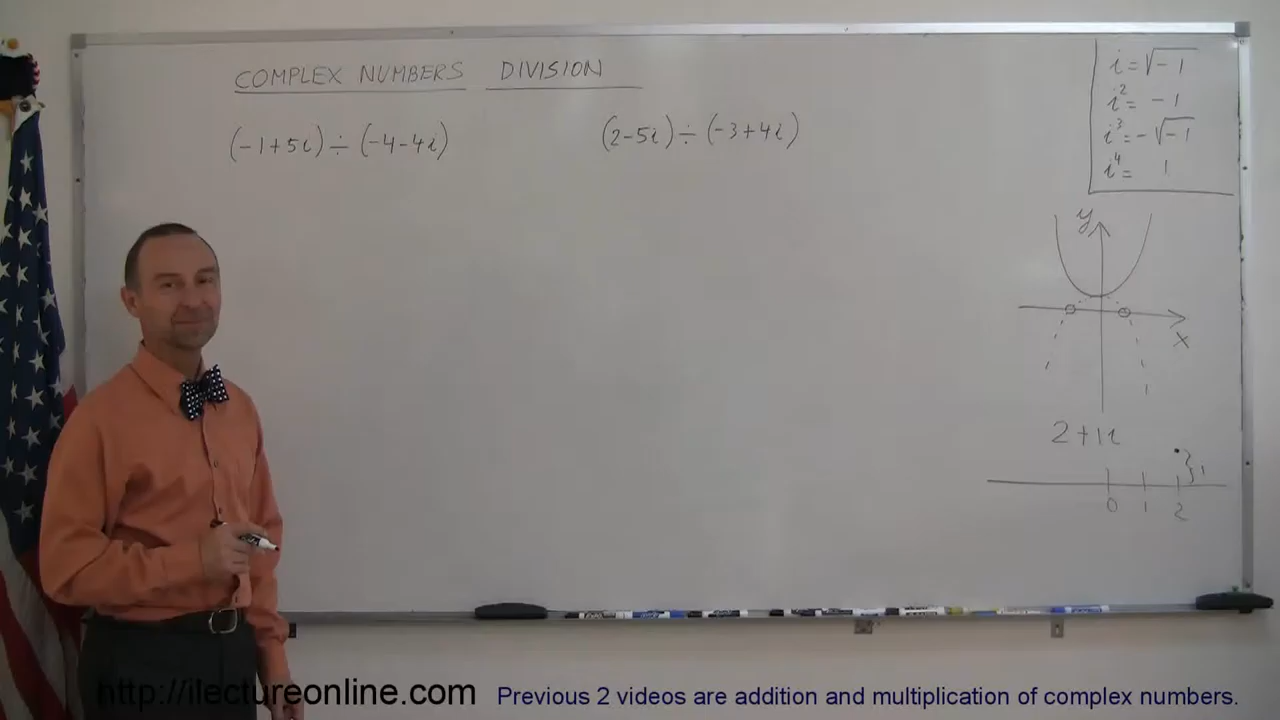 COMPLEX NUMBERS DIVISION
(-1+5i) ÷ (-4-4i)
(2-5i) ÷ (-3+4i)
i = √-1
i² = -1
i³ = -√-1
i⁴ = 1
y
x
2+1i
1
0 1 2
http://ilectureonline.com
Previous 2 videos are addition and multiplication of complex numbers.